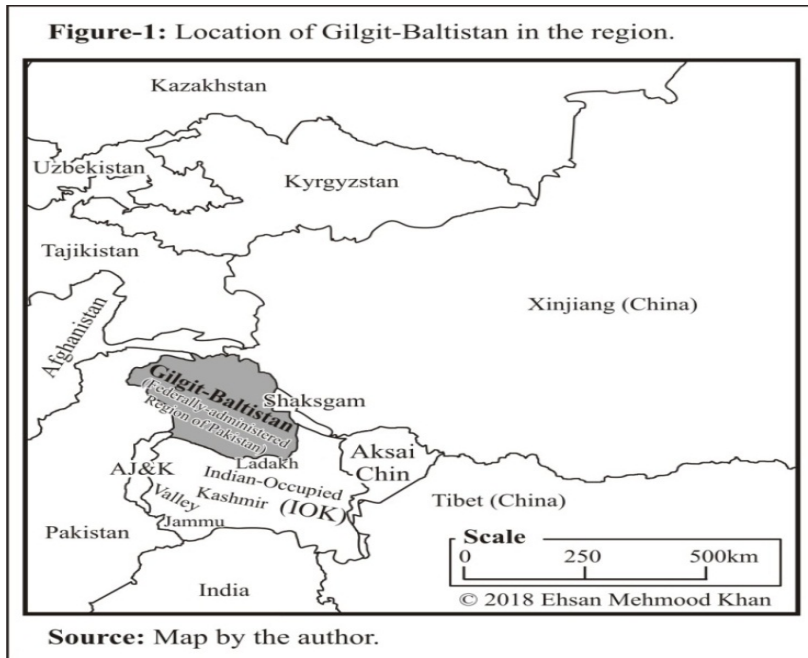 Figure-1: Location of Gilgit-Baltistan in the region.
Kazakhstan
Uzbekistan
Kyrgyzstan
Tajikistan
Afghanistan
Xinjiang (China)
Gilgit-Baltistan
(Federally-administered
Region of Pakistan)
Shaksgam
Aksai
Chin
Ladakh
AJ&K
Indian-Occupied
Kashmir (IOK)
Valley
Jammu
Tibet (China)
Pakistan
India
Scale
0 250 500km
© 2018 Ehsan Mehmood Khan
Source: Map by the author.